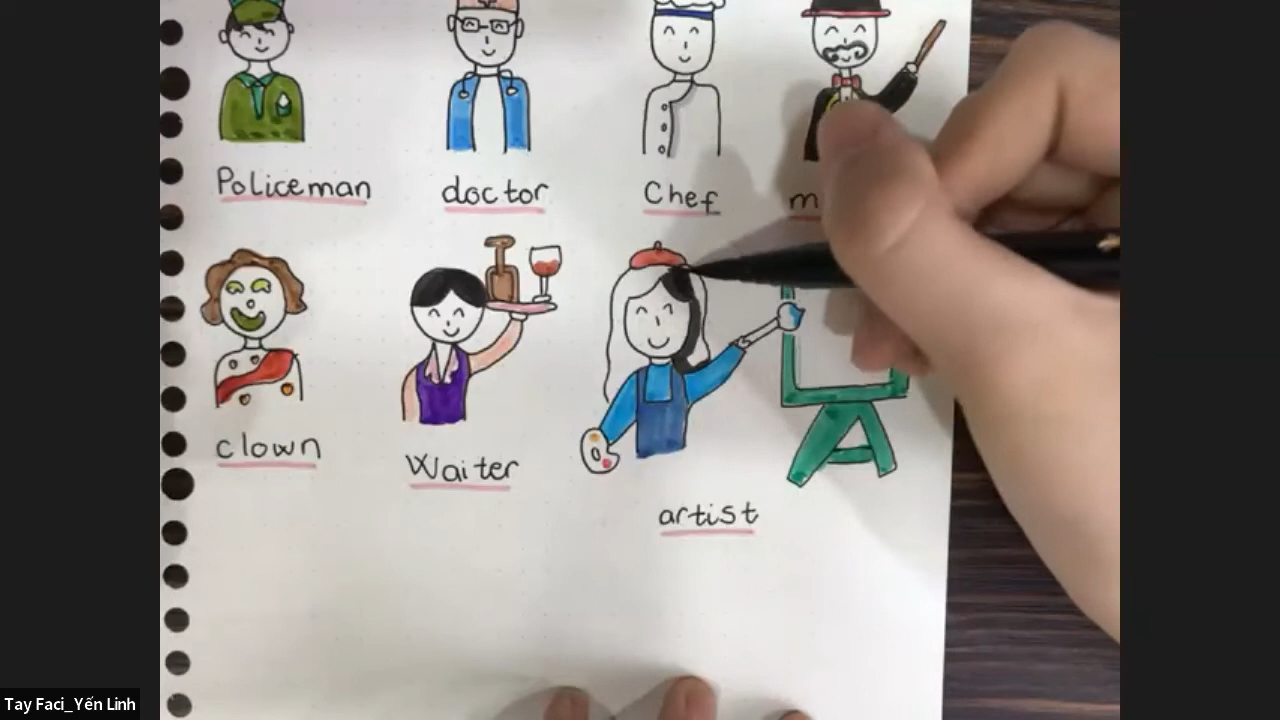 Policeman
doctor
Chef
clown
Waiter
artist
Tay Faci_Yến Linh